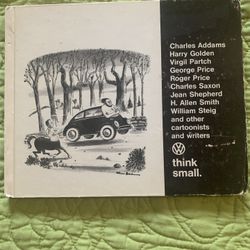 Charles Addams
Harry Golden
Virgil Partch
George Price
Roger Price
Charles Saxon
Jean Shepherd
H. Allen Smith
William Steig
and other
cartoonists
and writers
think
small.